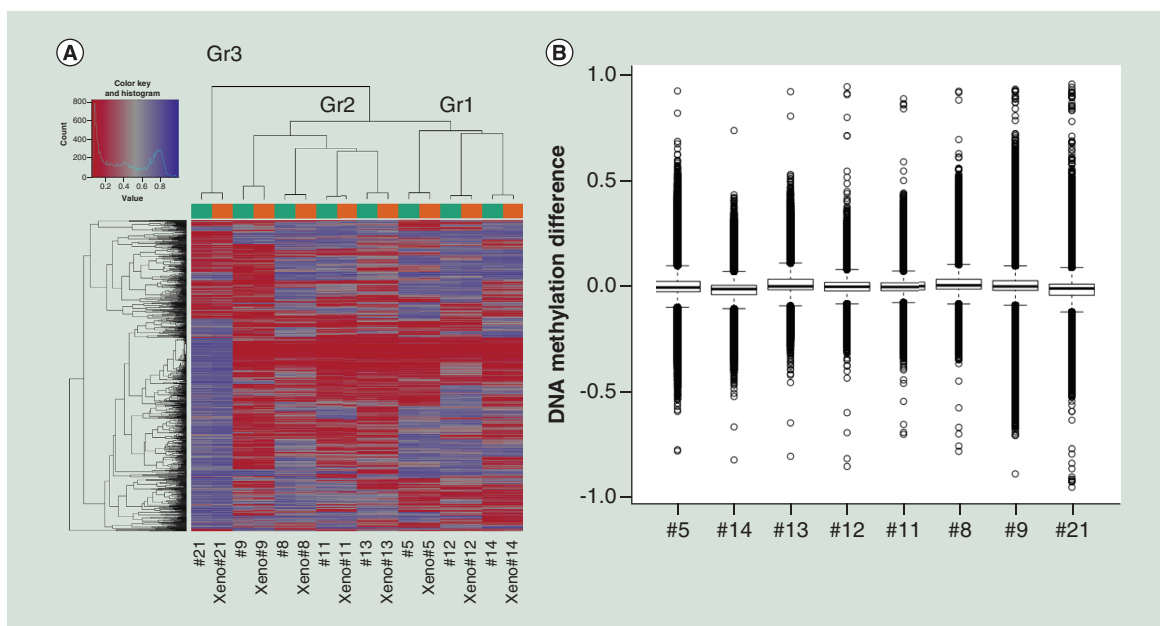 A
Gr3
Color key
and histogram
Gr2
Gr1
800
600
400
200
0
Count
0.2 0.4 0.6 0.8
Value
#21
Xeno#21
#9
Xeno#9
#8
Xeno#8
#11
Xeno#11
#13
Xeno#13
#5
Xeno#5
#12
Xeno#12
#14
Xeno#14
B
DNA methylation difference
1.0
0.5
0.0
-0.5
-1.0
#5 #14 #13 #12 #11 #8 #9 #21